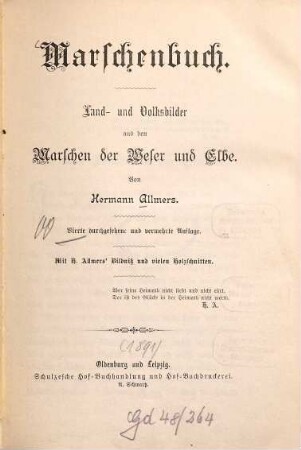 Marschenbuch.
Land- und Volksbilder
aus den
Marschen der Weser und Elbe.
Von
Hermann Allmers.
Vierte durchgesehene und vermehrte Auflage.
Mit H. Allmers' Bildniß und vielen Holzschnitten.
Wer seine Heimath nicht liebt und nicht ehrt,
Der ist des Glücks in der Heimath nicht werth.
H. A.
(1891)
Oldenburg und Leipzig.
Schulzesche Hof-Buchhandlung und Hof-Buchdruckerei.
A. Schwartz.
Gd 48/264